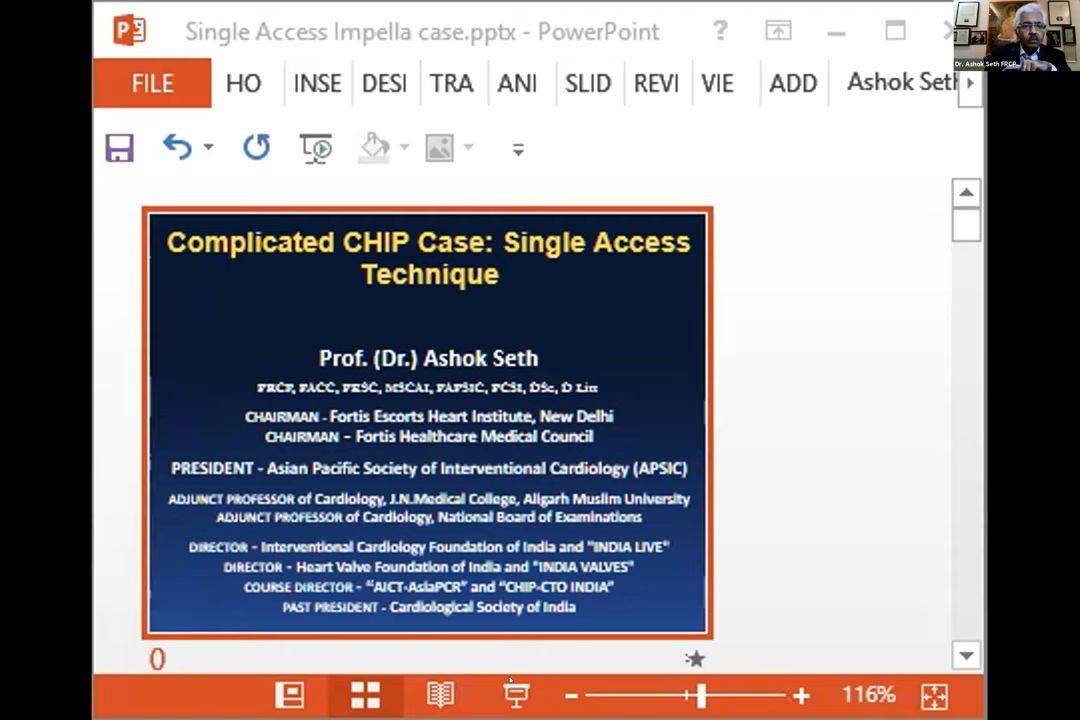 Single Access Impella case.pptx - PowerPoint
?
Dr. Ashok Seth FRCP,
FILE HO INSE DESI TRA ANI SLID REVI VIE ADD Ashok Seth
Complicated CHIP Case: Single Access
Technique
Prof. (Dr.) Ashok Seth
FRCP, FACC, FESC, MSCAI, FAPSIC, FCSI, DSc, D Litt
CHAIRMAN - Fortis Escorts Heart Institute, New Delhi
CHAIRMAN – Fortis Healthcare Medical Council
PRESIDENT - Asian Pacific Society of Interventional Cardiology (APSIC)
ADJUNCT PROFESSOR of Cardiology, J.N.Medical College, Aligarh Muslim University
ADJUNCT PROFESSOR of Cardiology, National Board of Examinations
DIRECTOR – Interventional Cardiology Foundation of India and "INDIA LIVE"
DIRECTOR – Heart Valve Foundation of India and "INDIA VALVES"
COURSE DIRECTOR – "AICT-AsiaPCR" and "CHIP-CTO INDIA"
PAST PRESIDENT - Cardiological Society of India
0
116%